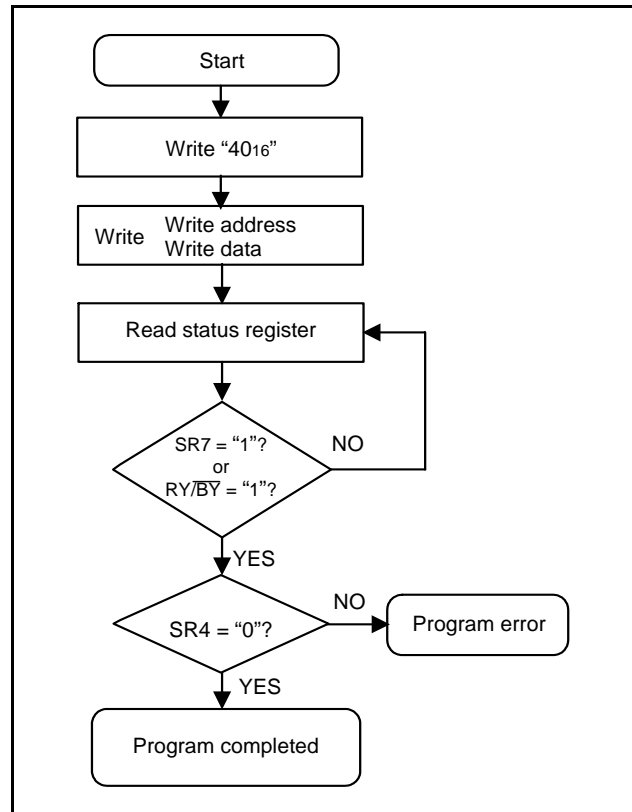 Start
Write “4016”
Write Write address
Write data
Read status register
SR7 = “1”?
or
RY/BY = “1”?
NO
YES
SR4 = “0”?
NO
Program error
YES
Program completed